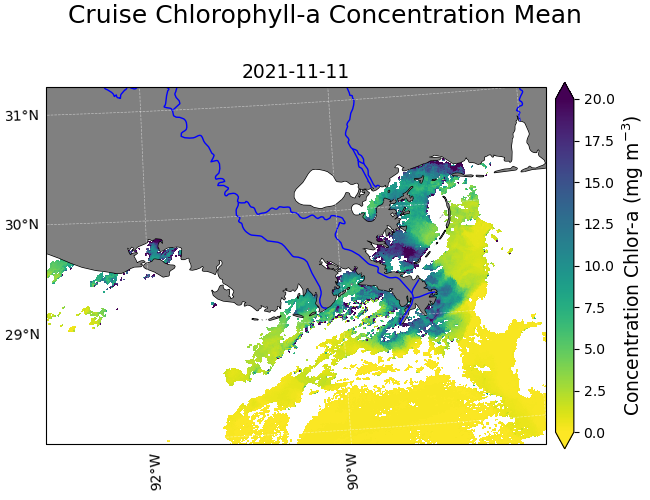 Cruise Chlorophyll-a Concentration Mean
2021-11-11
31°N
30°N
29°N
92°W
90°W
20.0
17.5
15.0
12.5
10.0
7.5
5.0
2.5
0.0
Concentration Chlor-a (mg m⁻³)